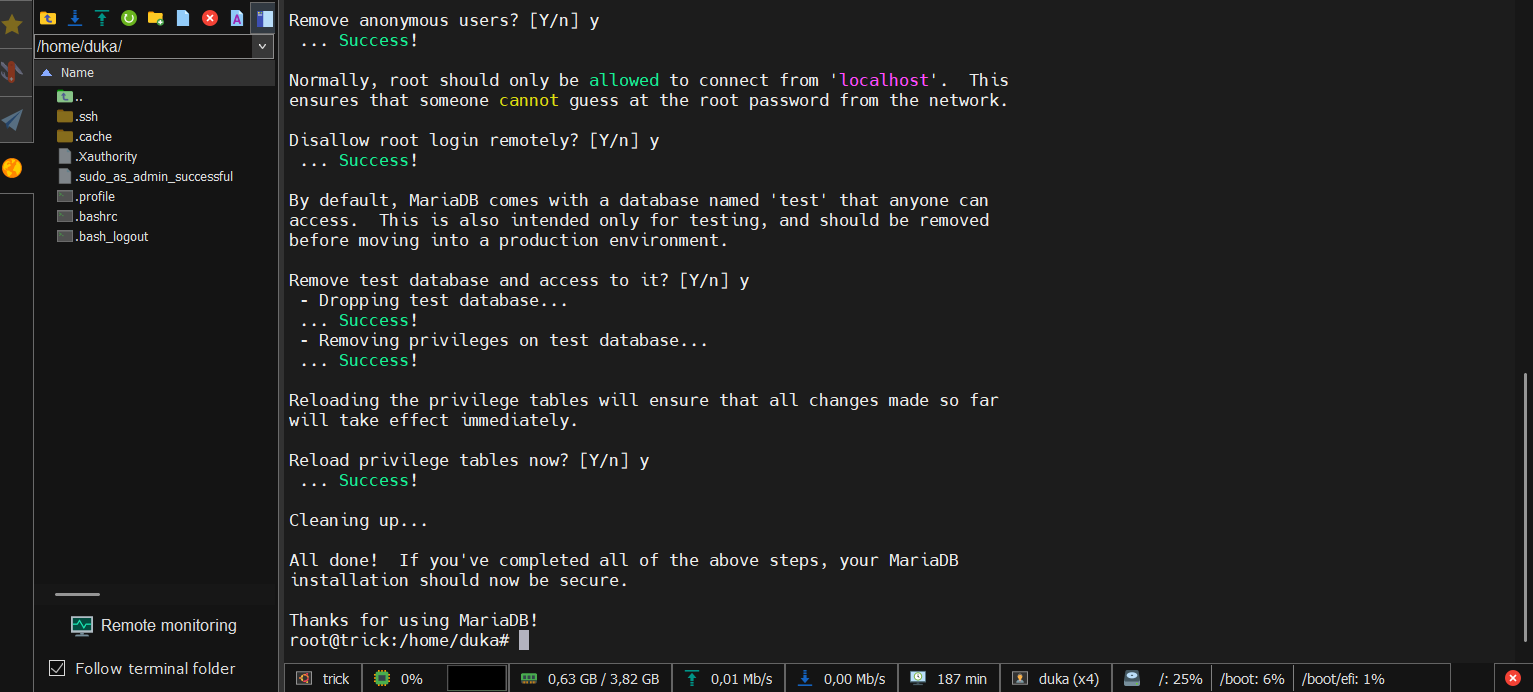 /home/duka/
Name
..
.ssh
.cache
.Xauthority
.sudo_as_admin_successful
.profile
.bashrc
.bash_logout
Remote monitoring
Follow terminal folder
Remove anonymous users? [Y/n] y
 ... Success!

Normally, root should only be allowed to connect from 'localhost'.  This
ensures that someone cannot guess at the root password from the network.

Disallow root login remotely? [Y/n] y
 ... Success!

By default, MariaDB comes with a database named 'test' that anyone can
access.  This is also intended only for testing, and should be removed
before moving into a production environment.

Remove test database and access to it? [Y/n] y
 - Dropping test database...
 ... Success!
 - Removing privileges on test database...
 ... Success!

Reloading the privilege tables will ensure that all changes made so far
will take effect immediately.

Reload privilege tables now? [Y/n] y
 ... Success!

Cleaning up...

All done!  If you've completed all of the above steps, your MariaDB
installation should now be secure.

Thanks for using MariaDB!
root@trick:/home/duka#
trick 0% 0,63 GB / 3,82 GB 0,01 Mb/s 0,00 Mb/s 187 min duka (x4) /: 25% /boot: 6% /boot/efi: 1%